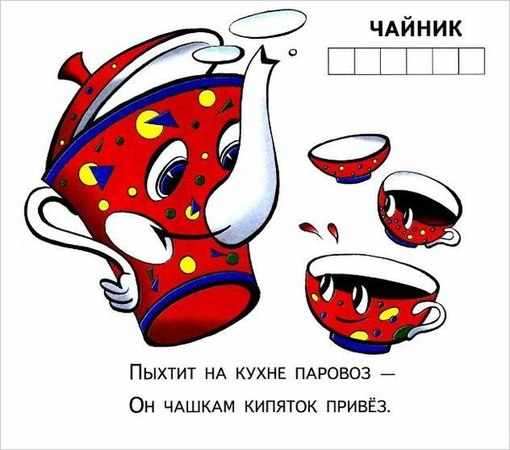 ЧАЙНИК
Пыхтит на кухне паровоз —
Он чашкам кипяток привёз.